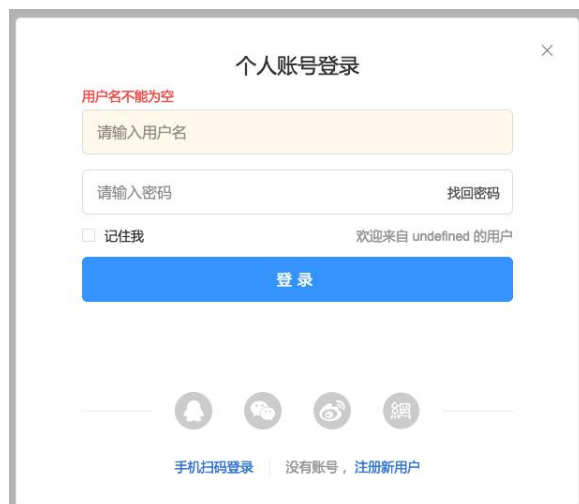 个人账号登录
用户名不能为空
请输入用户名
请输入密码 找回密码
记住我 欢迎来自 undefined 的用户
登 录
網
手机扫码登录 没有账号，注册新用户